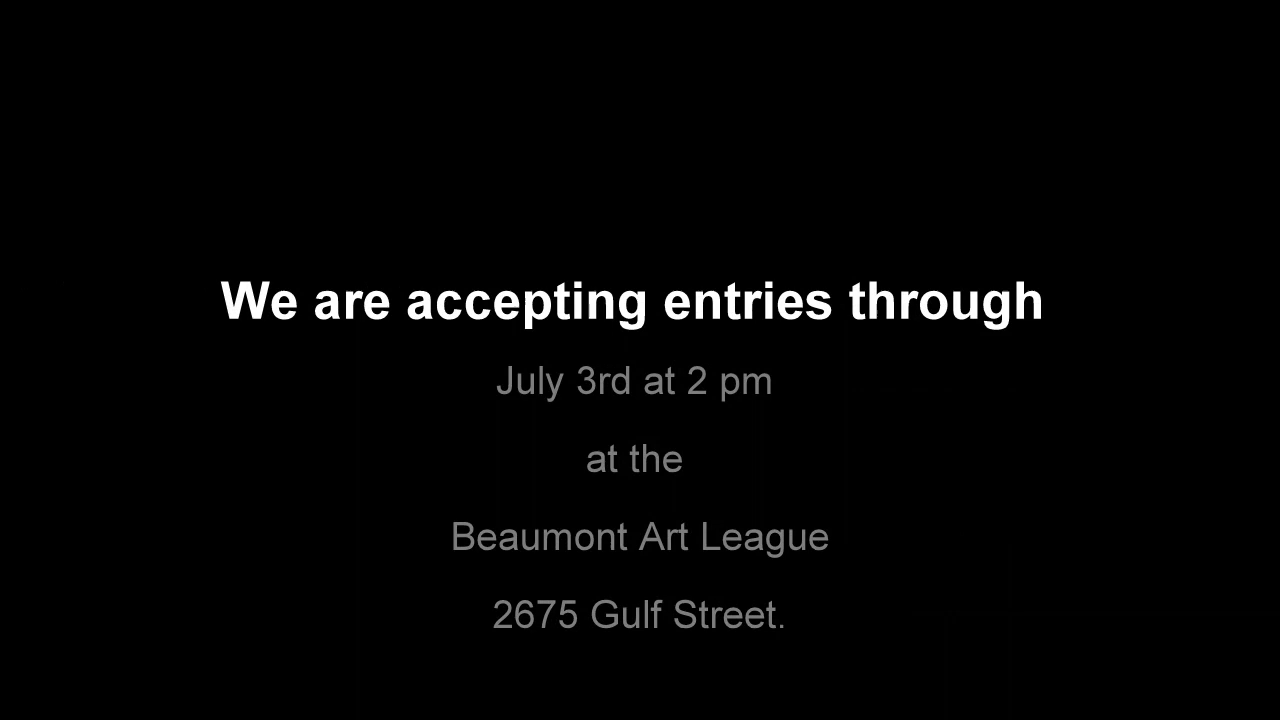 We are accepting entries through
July 3rd at 2 pm
at the
Beaumont Art League
2675 Gulf Street.